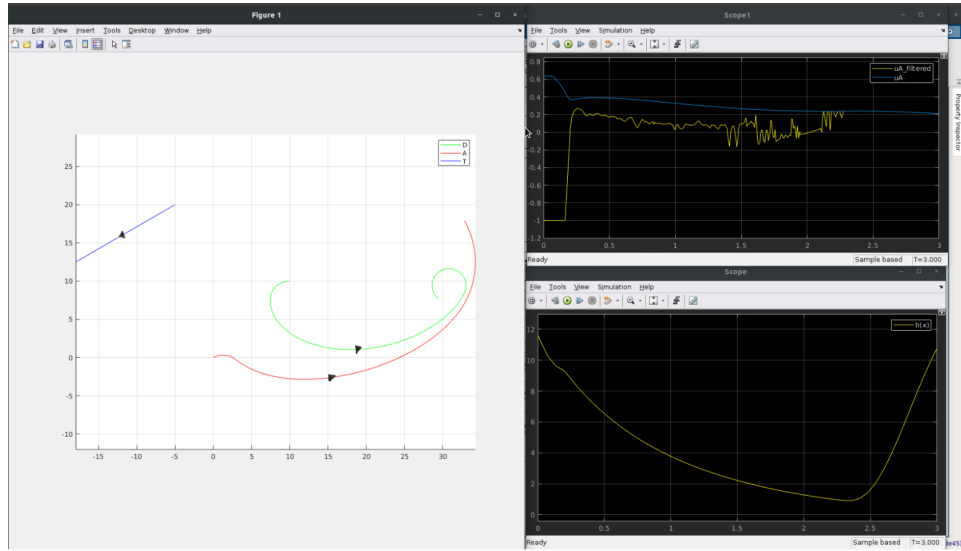 Figure 1
File Edit View Insert Tools Desktop Window Help
D
A
T
25
20
15
10
5
0
-5
-10
-15 -10 -5 0 5 10 15 20 25 30
Scope1
File Tools View Simulation Help
uA_filtered
uA
0.8
0.6
0.4
0.2
0
-0.2
-0.4
-0.6
-0.8
-1
-1.2
0 0.5 1 1.5 2 2.5 3
Ready Sample based T=3.000
Scope
File Tools View Simulation Help
h(x)
12
10
8
6
4
2
0
0 0.5 1 1.5 2 2.5 3
Ready Sample based T=3.000
Property Inspector